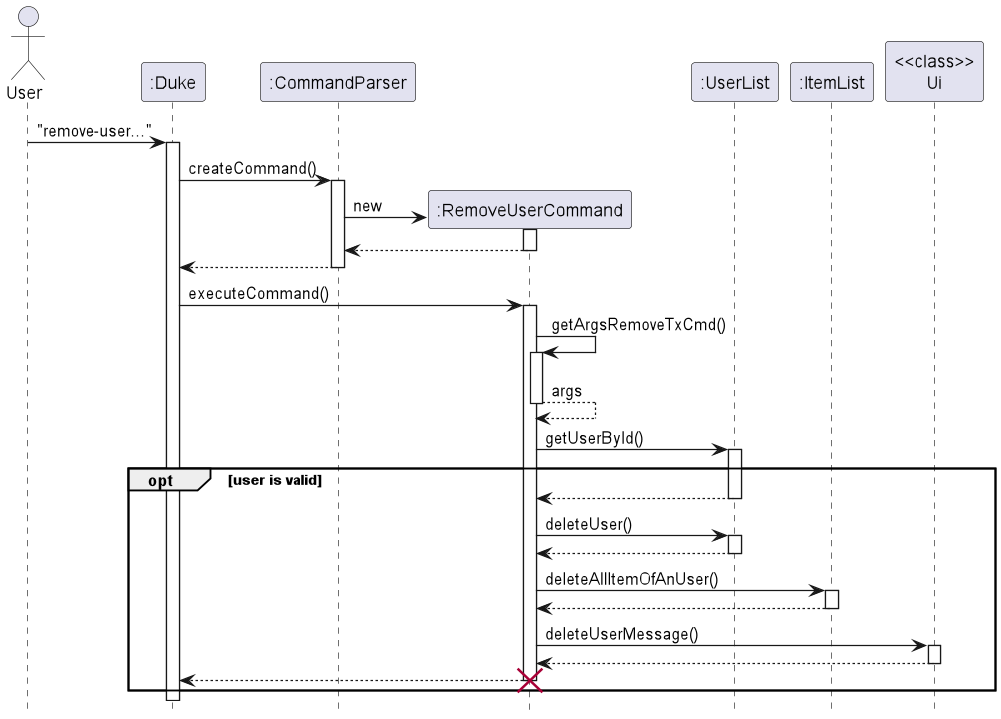 User
:Duke
:CommandParser
:UserList
:ItemList
<<class>>
Ui
"remove-user..."
createCommand()
new
:RemoveUserCommand
executeCommand()
getArgsRemoveTxCmd()
args
getUserById()
opt
[user is valid]
deleteUser()
deleteAllItemOfAnUser()
deleteUserMessage()